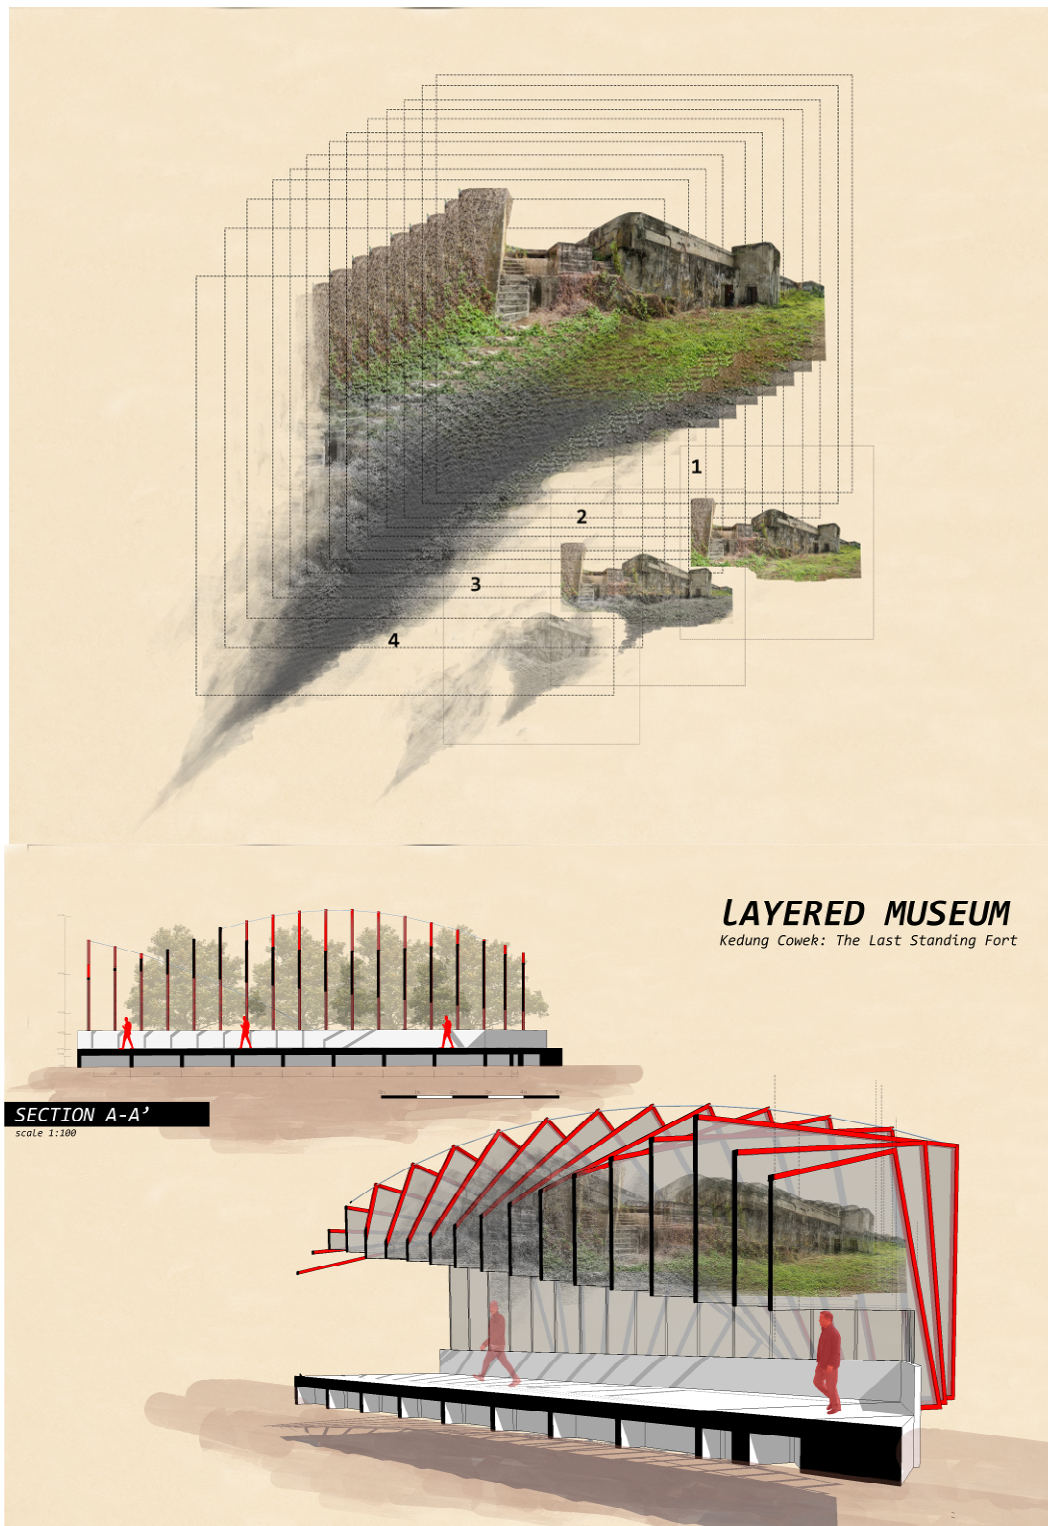 1
2
3
4
LAYERED MUSEUM
Kedung Cowek: The Last Standing Fort
SECTION A-A’
scale 1:100